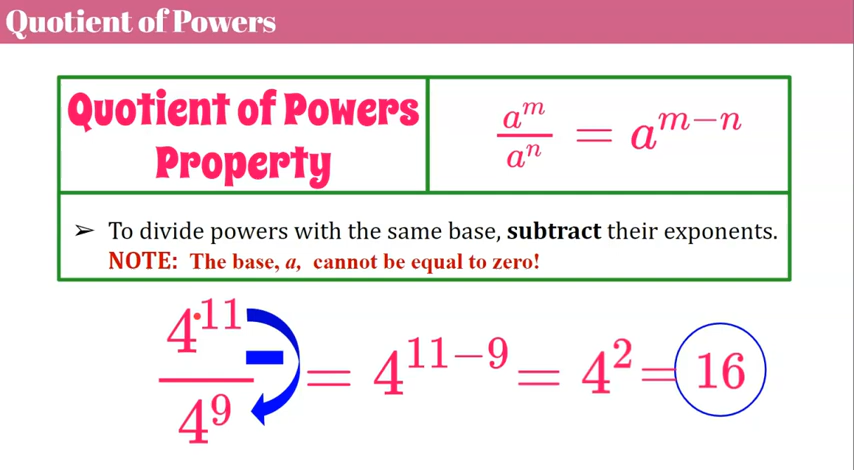 Quotient of Powers
Quotient of Powers
Property
a^m / a^n = a^{m-n}
➢ To divide powers with the same base, subtract their exponents.
NOTE: The base, a, cannot be equal to zero!
4^{11} / 4^9 = 4^{11-9} = 4^2 = 16